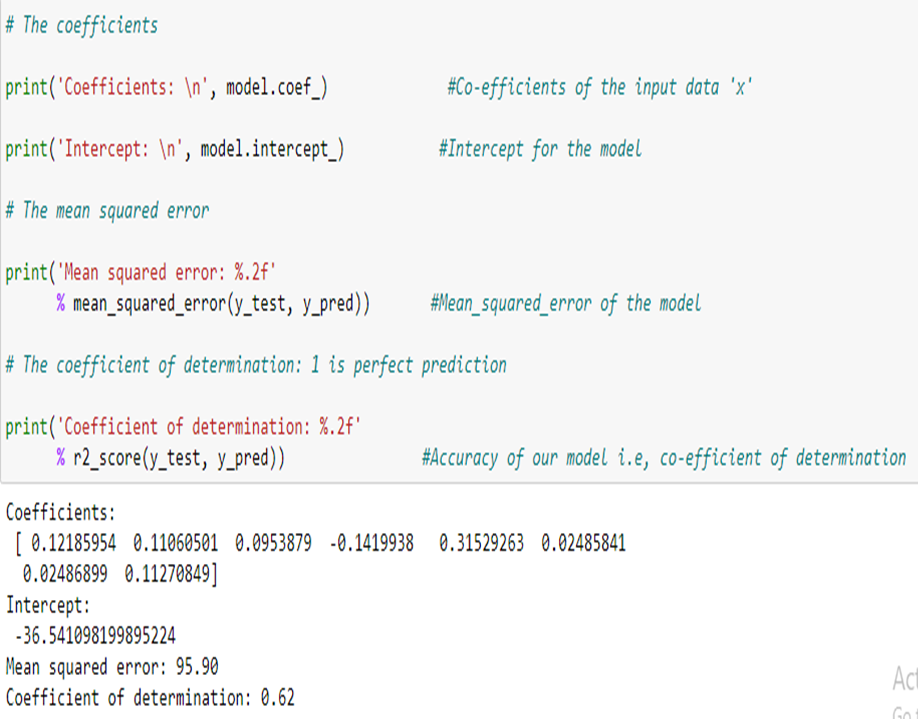 # The coefficients
print('Coefficients: \n', model.coef_) #Co-efficients of the input data 'x'
print('Intercept: \n', model.intercept_) #Intercept for the model
# The mean squared error
print('Mean squared error: %.2f'
% mean_squared_error(y_test, y_pred)) #Mean_squared_error of the model
# The coefficient of determination: 1 is perfect prediction
print('Coefficient of determination: %.2f'
% r2_score(y_test, y_pred)) #Accuracy of our model i.e, co-efficient of determination
Coefficients:
[ 0.12185954 0.11060501 0.0953879 -0.1419938 0.31529263 0.02485841
0.02486899 0.11270849]
Intercept:
-36.541098199895224
Mean squared error: 95.90
Coefficient of determination: 0.62
Act